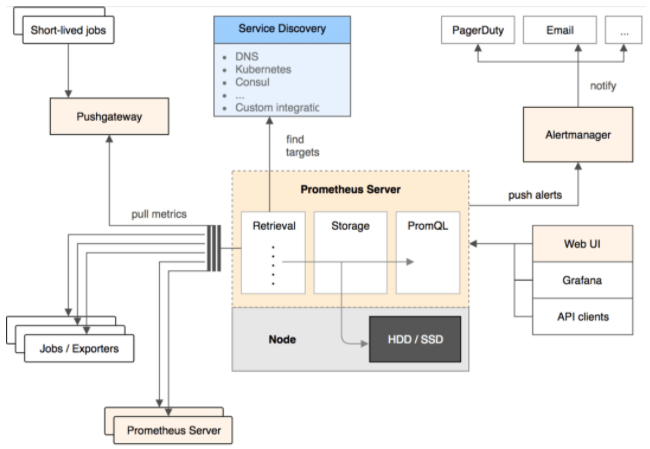 Short-lived jobs
Service Discovery
• DNS
• Kubernetes
• Consul
• ...
• Custom integratic
PagerDuty
Email
...
notify
Pushgateway
Alertmanager
find
targets
Prometheus Server
push alerts
pull metrics
Retrieval
Storage
PromQL
Web UI
Grafana
API clients
Node
HDD / SSD
Jobs / Exporters
Prometheus Server